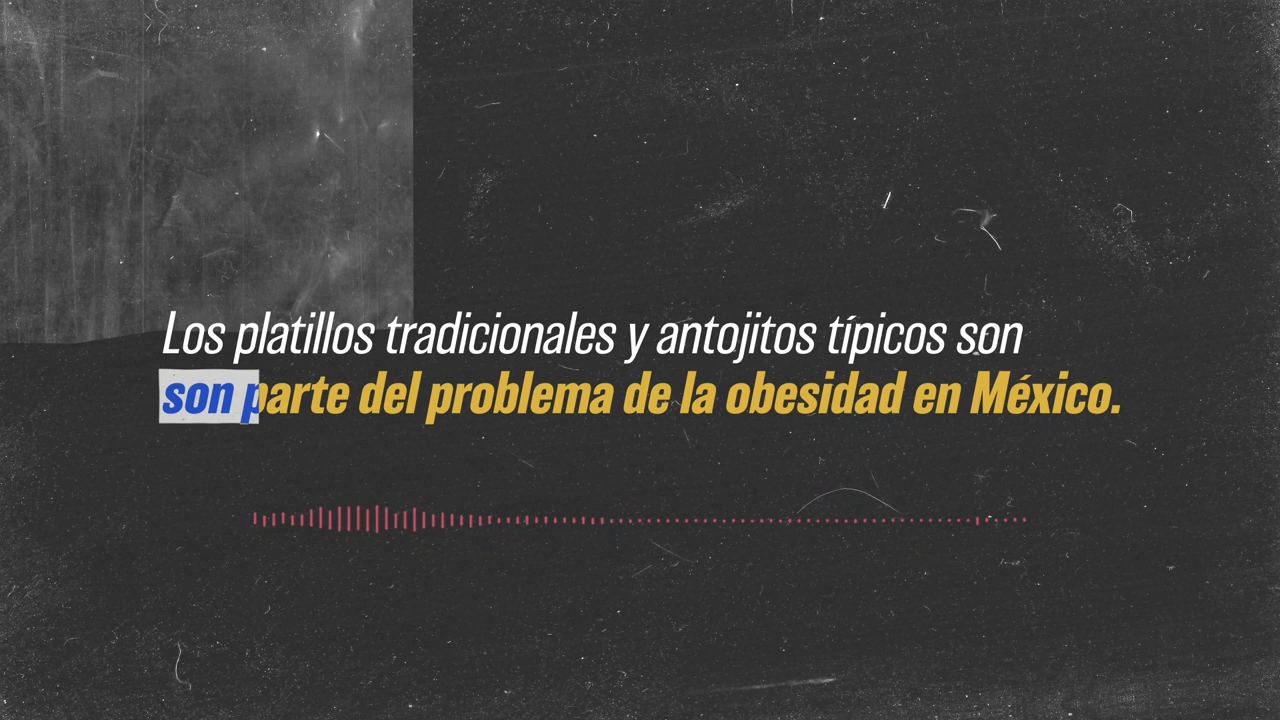 Los platillos tradicionales y antojitos típicos son
son parte del problema de la obesidad en México.